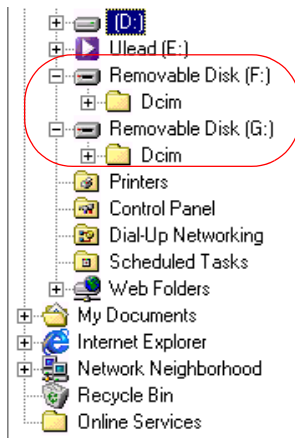 (D:)
Ulead (E:)
Removable Disk (F:)
Dcim
Removable Disk (G:)
Dcim
Printers
Control Panel
Dial-Up Networking
Scheduled Tasks
Web Folders
My Documents
Internet Explorer
Network Neighborhood
Recycle Bin
Online Services